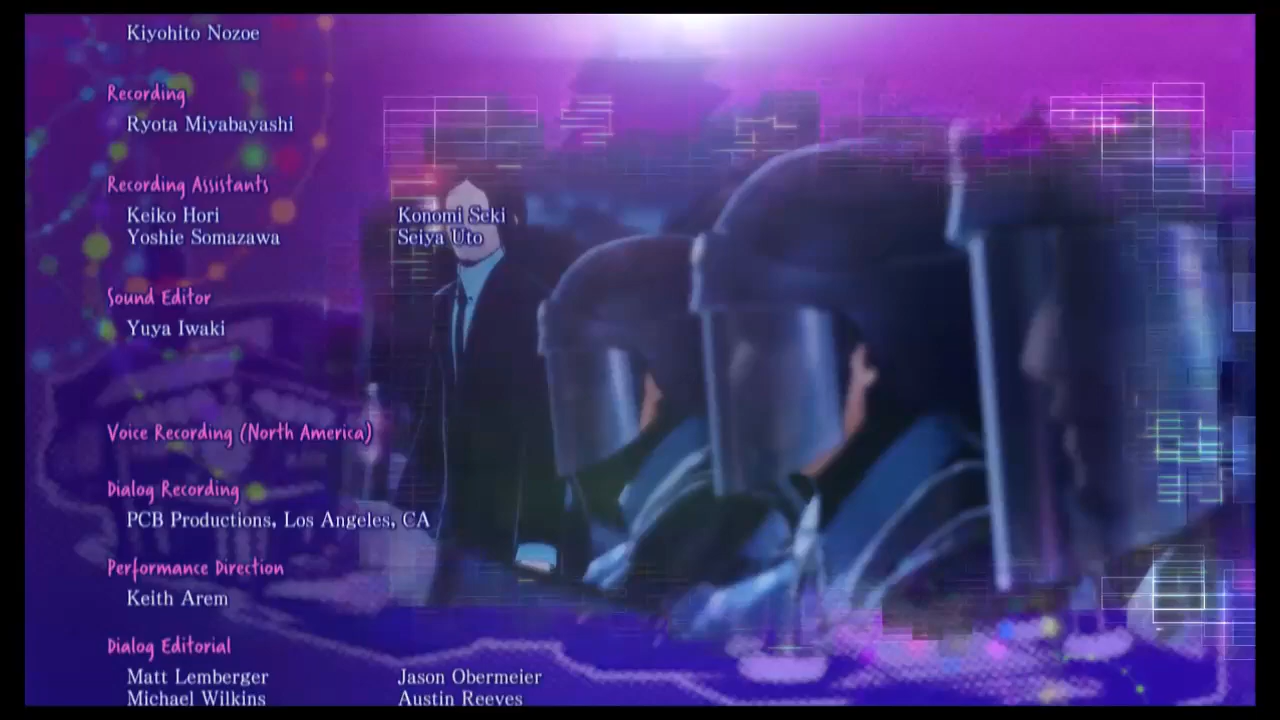 Kiyohito Nozoe
Recording
Ryota Miyabayashi
Recording Assistants
Keiko Hori Konomi Seki
Yoshie Somazawa Seiya Uto
Sound Editor
Yuya Iwaki
Voice Recording (North America)
Dialog Recording
PCB Productions, Los Angeles, CA
Performance Direction
Keith Arem
Dialog Editorial
Matt Lemberger Jason Obermeier
Michael Wilkins Austin Reeves